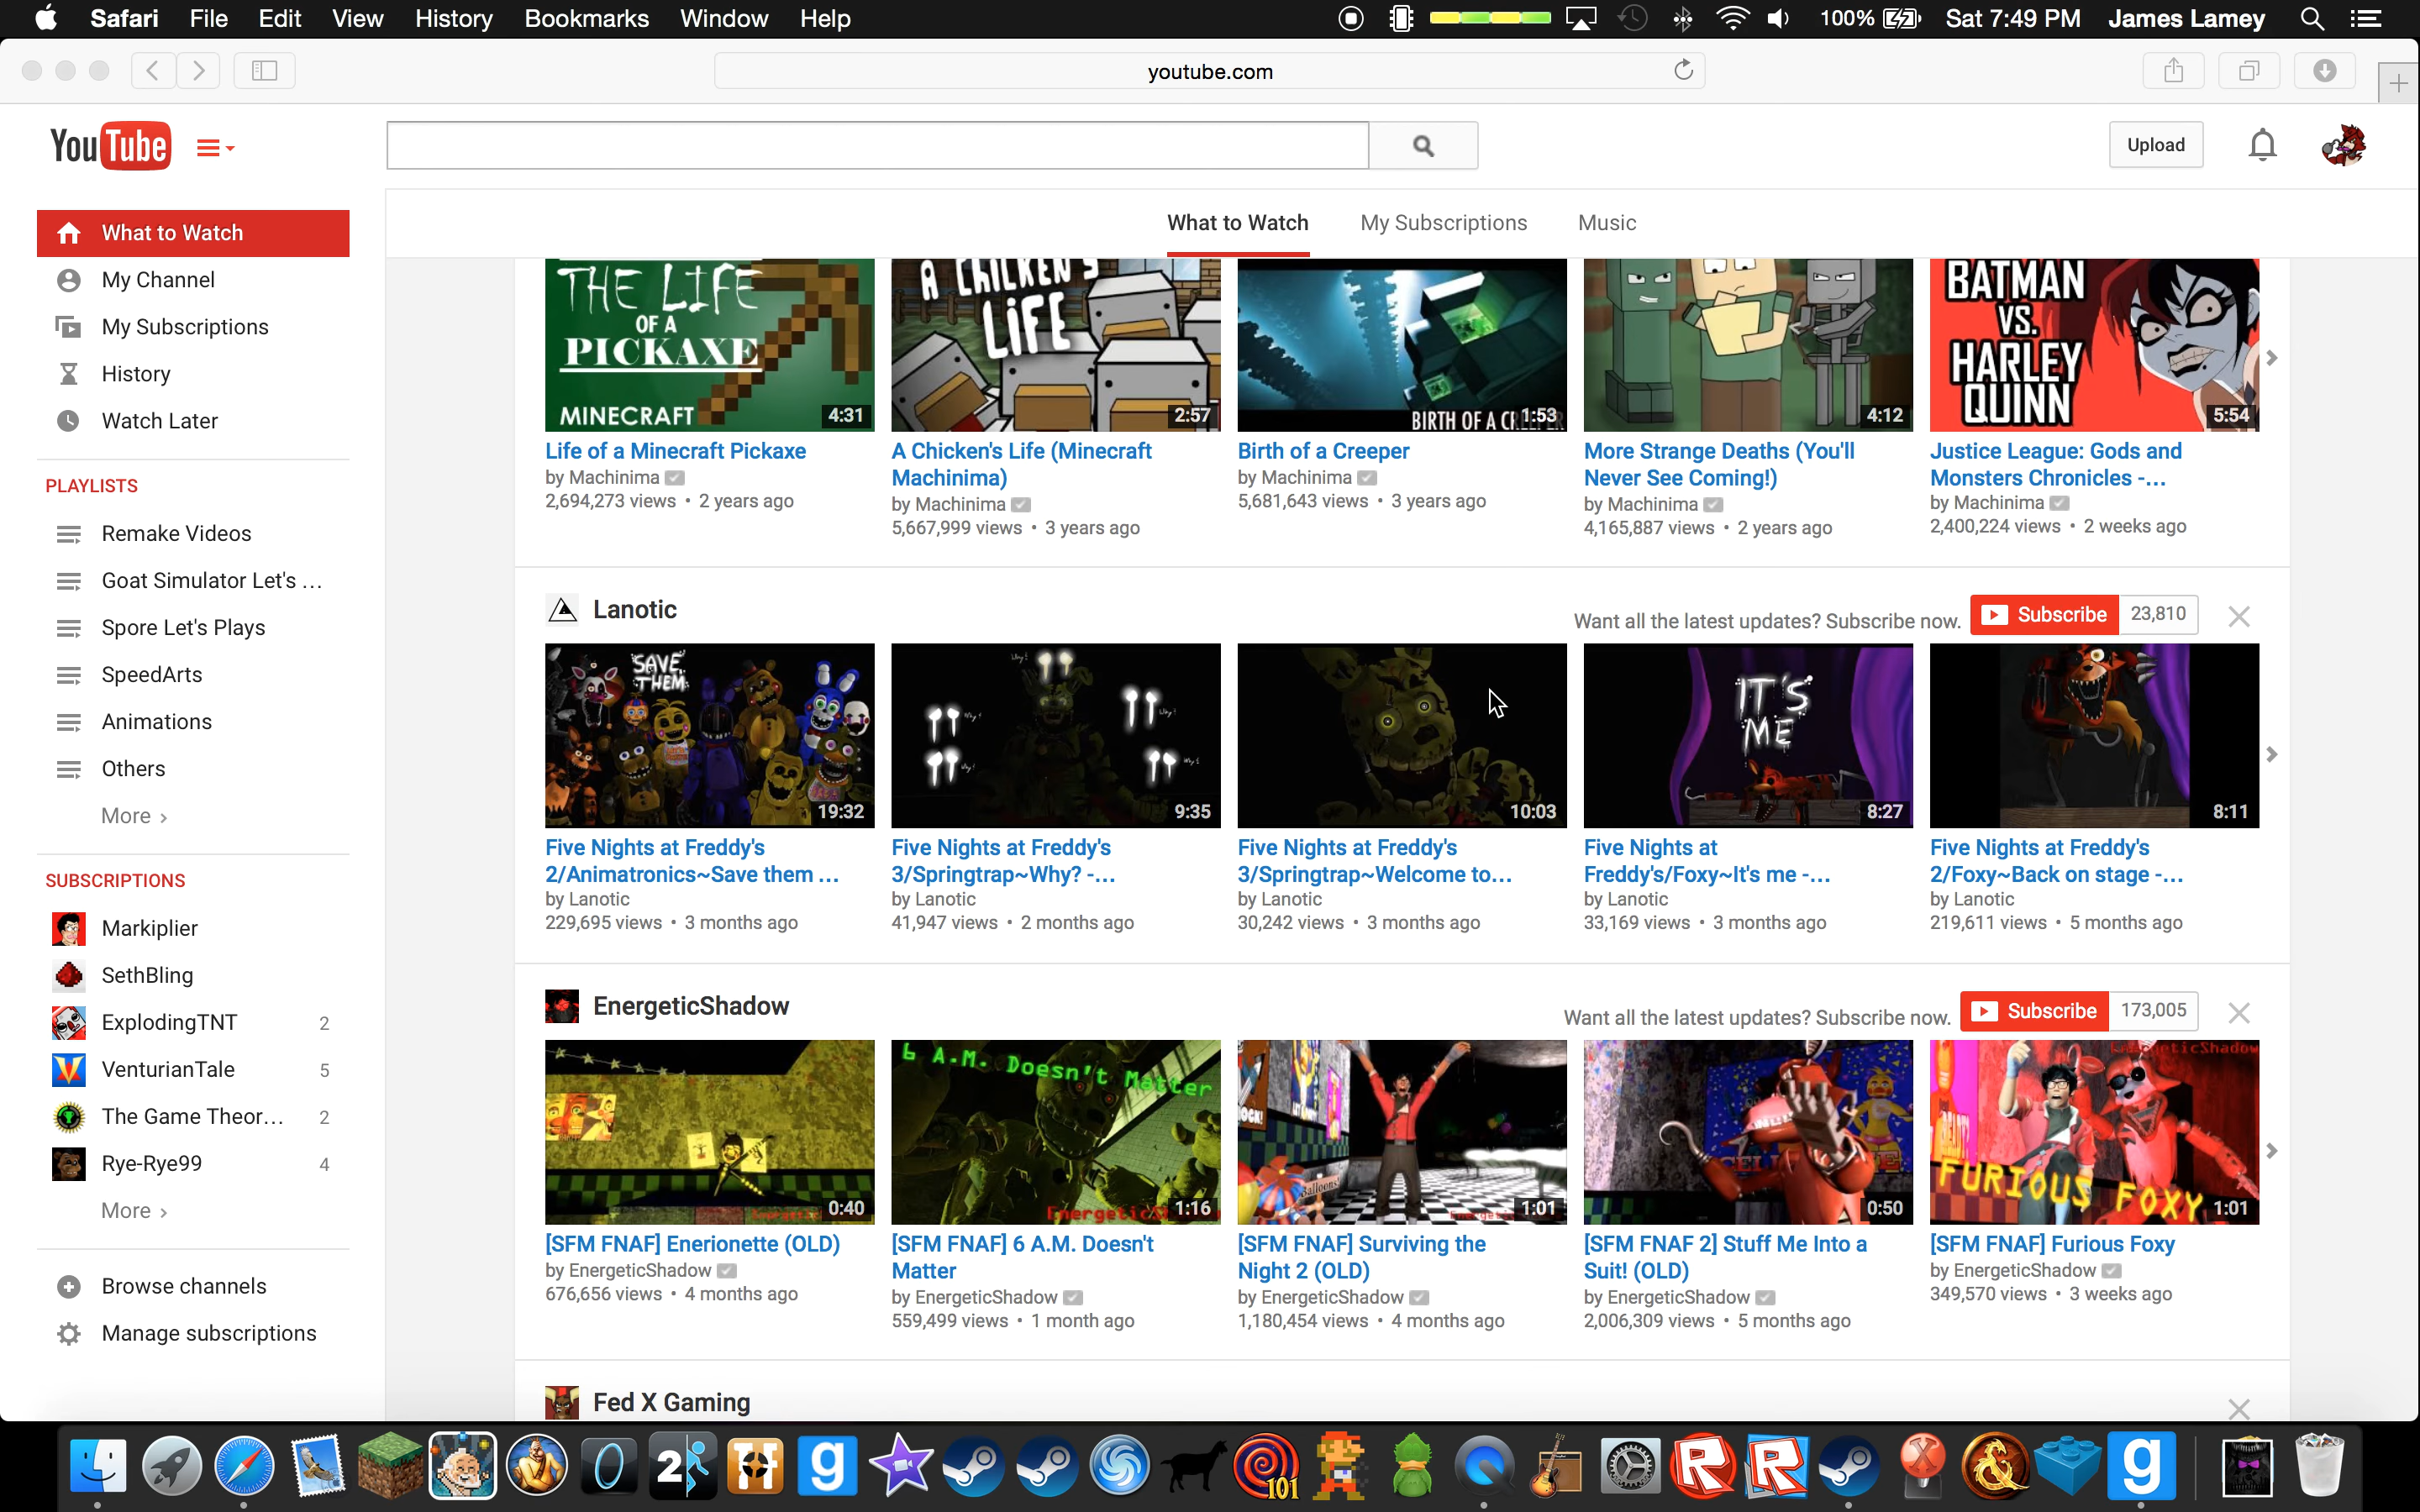 Safari File Edit View History Bookmarks Window Help 100% Sat 7:49 PM James Lamey
youtube.com
YouTube
Upload
What to Watch My Subscriptions Music
What to Watch
My Channel
My Subscriptions
History
Watch Later
PLAYLISTS
Remake Videos
Goat Simulator Let's ...
Spore Let's Plays
SpeedArts
Animations
Others
More
SUBSCRIPTIONS
Markiplier
SethBling
ExplodingTNT 2
VenturianTale 5
The Game Theor... 2
Rye-Rye99 4
More
Browse channels
Manage subscriptions
THE LIFE
OF A
PICKAXE
MINECRAFT 4:31
Life of a Minecraft Pickaxe
by Machinima
2,694,273 views • 2 years ago
A CHICKEN'S
LIFE
2:57
A Chicken's Life (Minecraft
Machinima)
by Machinima
5,667,999 views • 3 years ago
BIRTH OF A CREEPER 1:53
Birth of a Creeper
by Machinima
5,681,643 views • 3 years ago
4:12
More Strange Deaths (You'll
Never See Coming!)
by Machinima
4,165,887 views • 2 years ago
BATMAN
VS.
HARLEY
QUINN
5:54
Justice League: Gods and
Monsters Chronicles -...
by Machinima
2,400,224 views • 2 weeks ago
Lanotic
Want all the latest updates? Subscribe now. Subscribe 23,810
SAVE
THEM
19:32
Five Nights at Freddy's
2/Animatronics~Save them ...
by Lanotic
229,695 views • 3 months ago
Why?
9:35
Five Nights at Freddy's
3/Springtrap~Why? -...
by Lanotic
41,947 views • 2 months ago
10:03
Five Nights at Freddy's
3/Springtrap~Welcome to...
by Lanotic
30,242 views • 3 months ago
IT'S
ME
8:27
Five Nights at
Freddy's/Foxy~It's me -...
by Lanotic
33,169 views • 3 months ago
8:11
Five Nights at Freddy's
2/Foxy~Back on stage -...
by Lanotic
219,611 views • 5 months ago
EnergeticShadow
Want all the latest updates? Subscribe now. Subscribe 173,005
0:40
[SFM FNAF] Enerionette (OLD)
by EnergeticShadow
676,656 views • 4 months ago
6 A.M. Doesn't Matter
1:16
[SFM FNAF] 6 A.M. Doesn't
Matter
by EnergeticShadow
559,499 views • 1 month ago
Balloons!
1:01
[SFM FNAF] Surviving the
Night 2 (OLD)
by EnergeticShadow
1,180,454 views • 4 months ago
0:50
[SFM FNAF 2] Stuff Me Into a
Suit! (OLD)
by EnergeticShadow
2,006,309 views • 5 months ago
EnergeticShadow
FURIOUS FOXY
1:01
[SFM FNAF] Furious Foxy
by EnergeticShadow
349,570 views • 3 weeks ago
Fed X Gaming
2
g
101
R
R
g